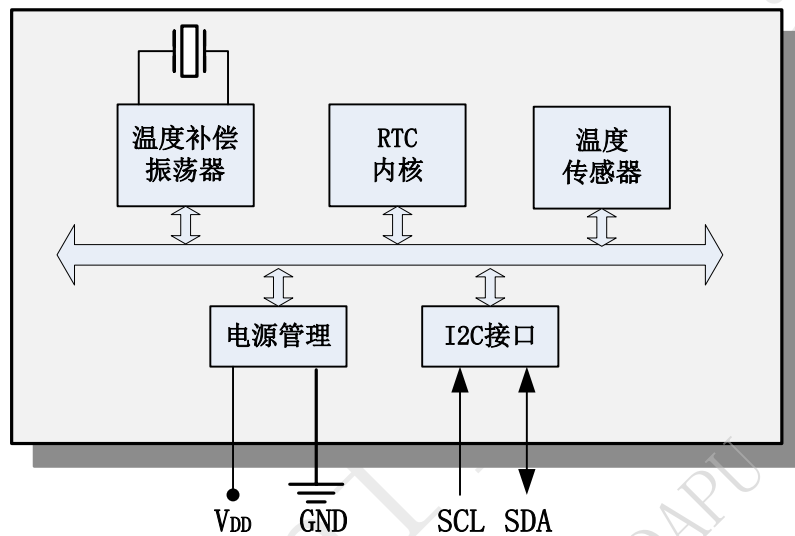 温度补偿
振荡器
RTC
内核
温度
传感器
电源管理
I2C接口
VDD
GND
SCL
SDA
DAPU